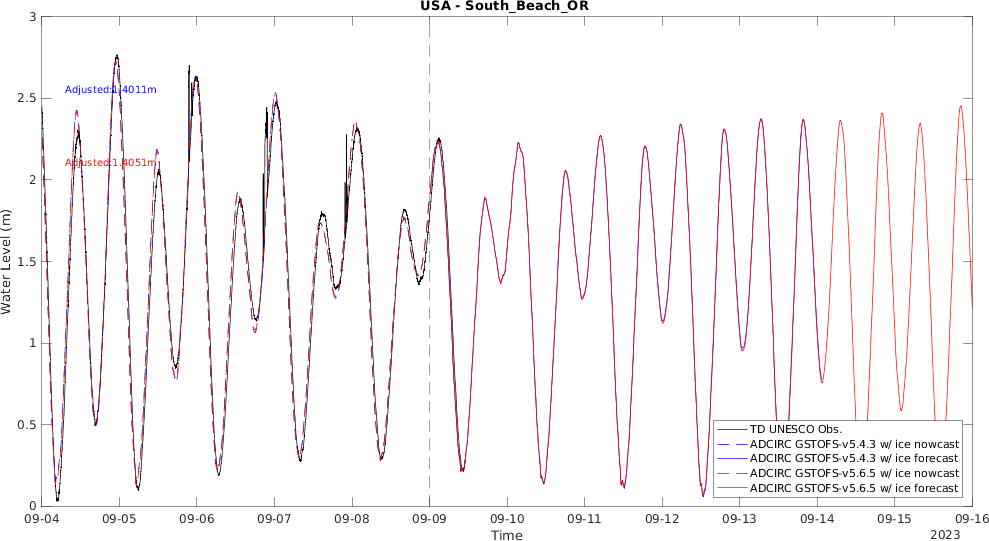 USA - South_Beach_OR
Water Level (m)
3
2.5
2
1.5
1
0.5
0
Adjusted:1.4011m
Adjusted:1.4051m
TD UNESCO Obs.
ADCIRC GSTOFS-v5.4.3 w/ ice nowcast
ADCIRC GSTOFS-v5.4.3 w/ ice forecast
ADCIRC GSTOFS-v5.6.5 w/ ice nowcast
ADCIRC GSTOFS-v5.6.5 w/ ice forecast
09-04 09-05 09-06 09-07 09-08 09-09 09-10 09-11 09-12 09-13 09-14 09-15 09-16
Time
2023